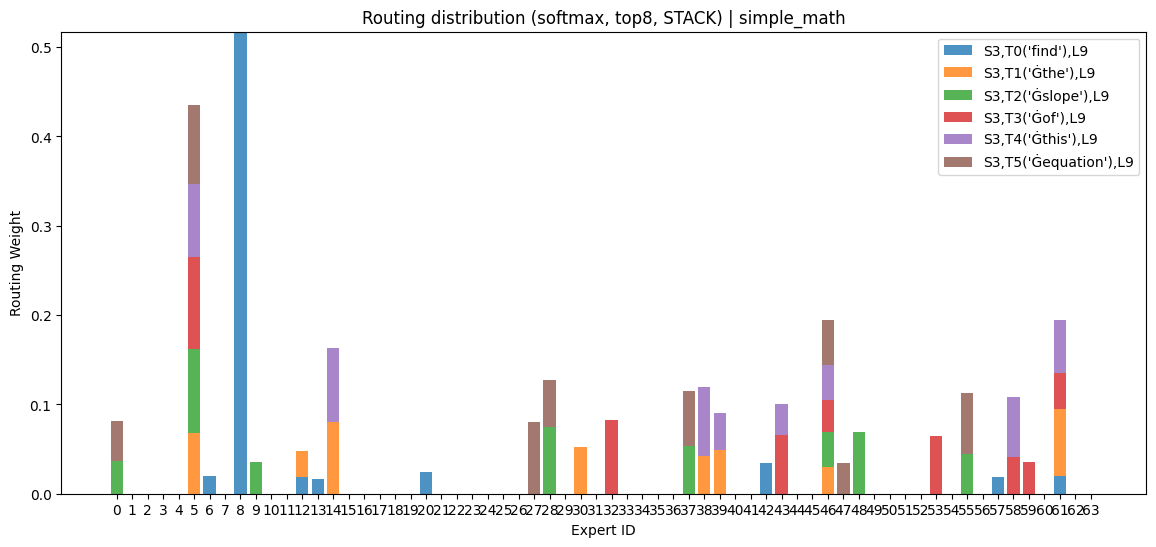 Routing distribution (softmax, top8, STACK) | simple_math
S3,T0('find'),L9
S3,T1('Ġthe'),L9
S3,T2('Ġslope'),L9
S3,T3('Ġof'),L9
S3,T4('Ġthis'),L9
S3,T5('Ġequation'),L9
Routing Weight
0.5
0.4
0.3
0.2
0.1
0.0
0 1 2 3 4 5 6 7 8 9 10 11 12 13 14 15 16 17 18 19 20 21 22 23 24 25 26 27 28 29 30 31 32 33 34 35 36 37 38 39 40 41 42 43 44 45 46 47 48 49 50 51 52 53 54 55 56 57 58 59 60 61 62 63
Expert ID